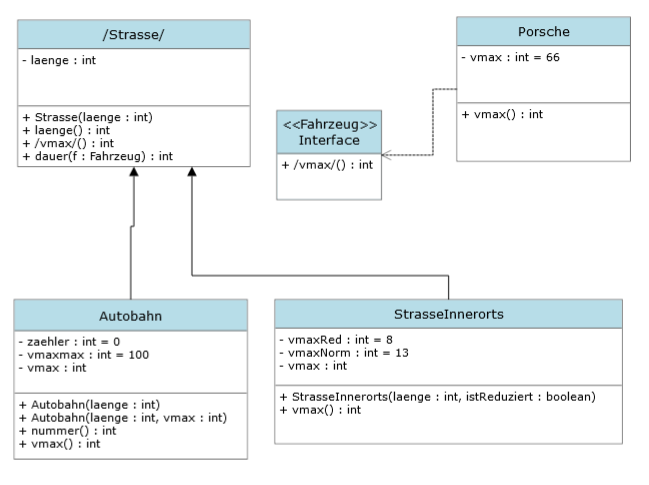 /Strasse/
- laenge : int
+ Strasse(laenge : int)
+ laenge() : int
+ /vmax/() : int
+ dauer(f : Fahrzeug) : int
Porsche
- vmax : int = 66
+ vmax() : int
<<Fahrzeug>>
Interface
+ /vmax/() : int
Autobahn
- zaehler : int = 0
- vmaxmax : int = 100
- vmax : int
+ Autobahn(laenge : int)
+ Autobahn(laenge : int, vmax : int)
+ nummer() : int
+ vmax() : int
StrasseInnerorts
- vmaxRed : int = 8
- vmaxNorm : int = 13
- vmax : int
+ StrasseInnerorts(laenge : int, istReduziert : boolean)
+ vmax() : int